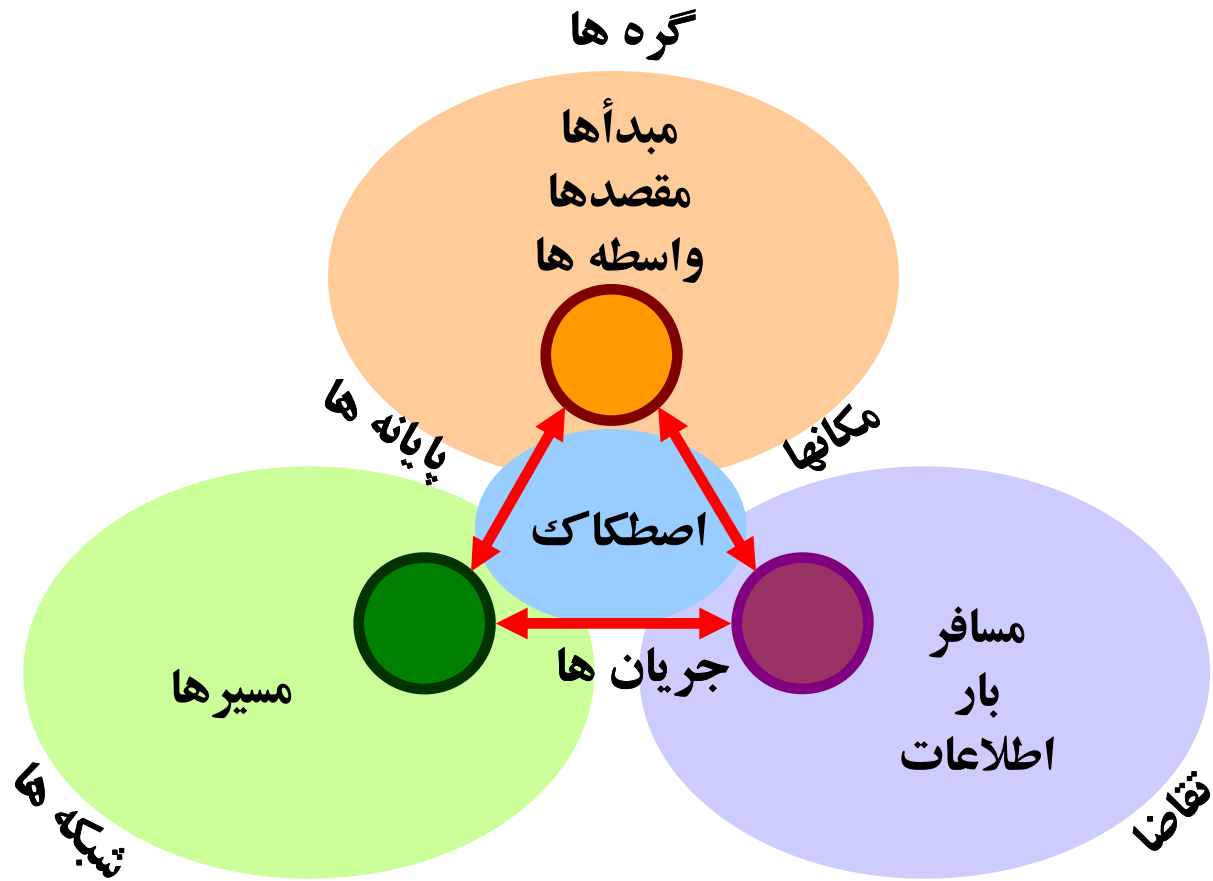 گره ها
مبدأها
مقصدها
واسطه ها
مکانها
پایانه ها
اصطکاک
جریان ها
مسافر
بار
اطلاعات
مسیرها
تقاضا
شبکه ها